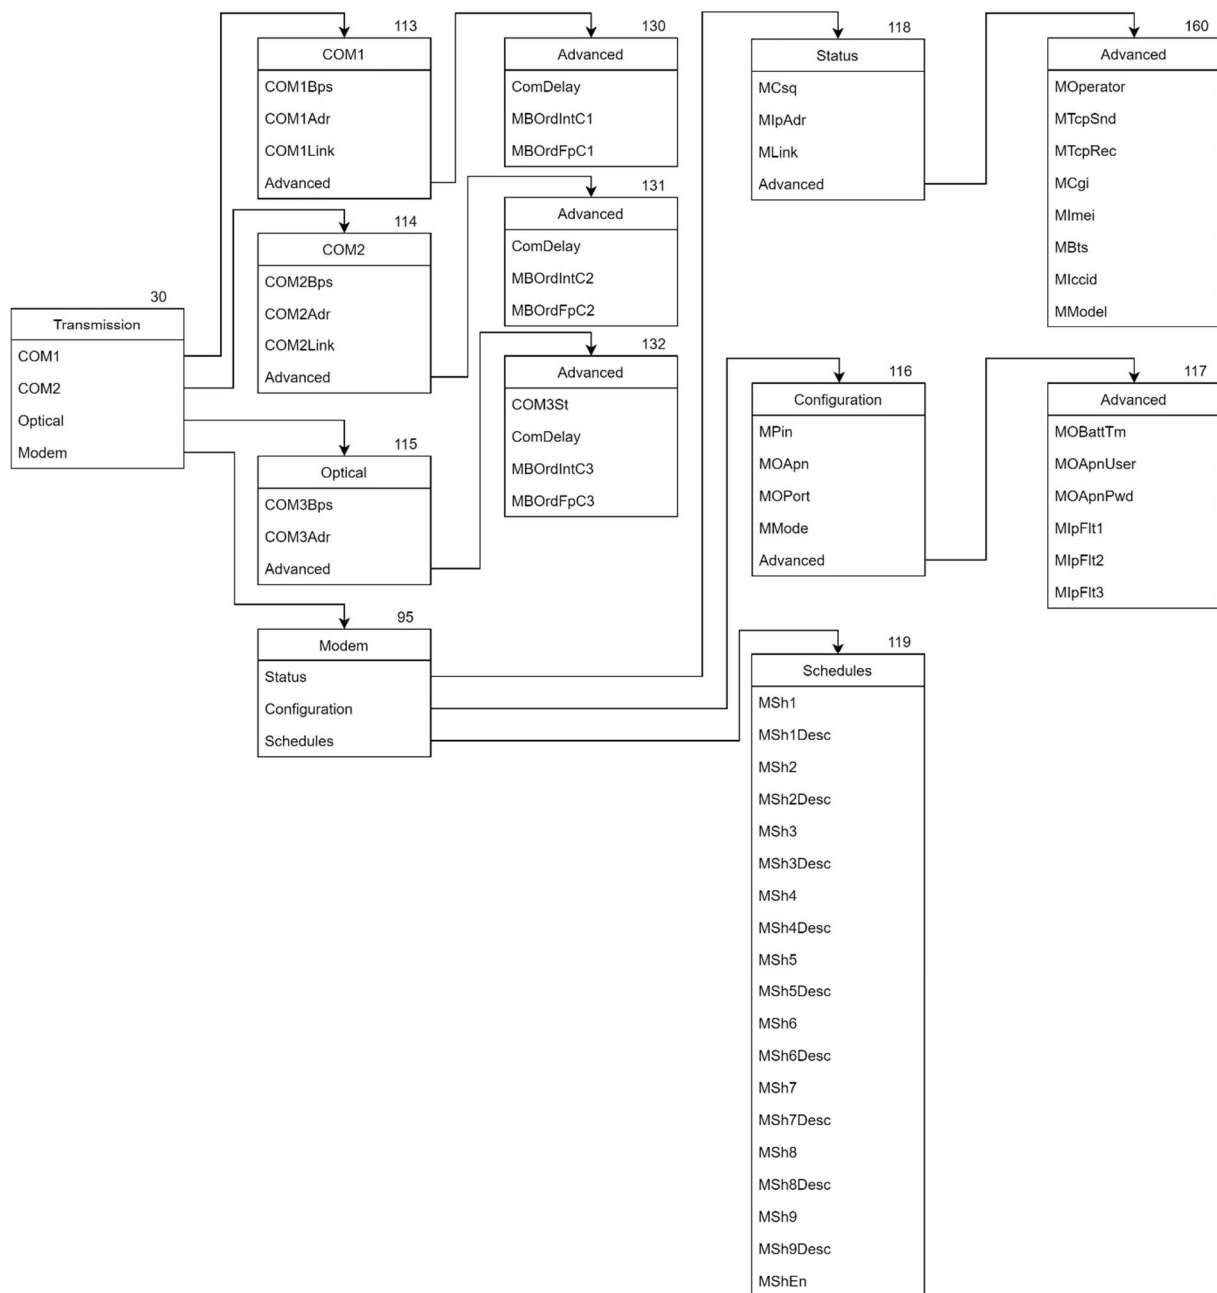 30
Transmission
COM1
COM2
Optical
Modem
113
COM1
COM1Bps
COM1Adr
COM1Link
Advanced
114
COM2
COM2Bps
COM2Adr
COM2Link
Advanced
115
Optical
COM3Bps
COM3Adr
Advanced
95
Modem
Status
Configuration
Schedules
130
Advanced
ComDelay
MBOrdIntC1
MBOrdFpC1
131
Advanced
ComDelay
MBOrdIntC2
MBOrdFpC2
132
Advanced
COM3St
ComDelay
MBOrdIntC3
MBOrdFpC3
118
Status
MCsq
MIpAdr
MLink
Advanced
116
Configuration
MPin
MOApn
MOPort
MMode
Advanced
119
Schedules
MSh1
MSh1Desc
MSh2
MSh2Desc
MSh3
MSh3Desc
MSh4
MSh4Desc
MSh5
MSh5Desc
MSh6
MSh6Desc
MSh7
MSh7Desc
MSh8
MSh8Desc
MSh9
MSh9Desc
MShEn
160
Advanced
MOperator
MTcpSnd
MTcpRec
MCgi
MImei
MBts
MIccid
MModel
117
Advanced
MOBattTm
MOApnUser
MOApnPwd
MIpFlt1
MIpFlt2
MIpFlt3